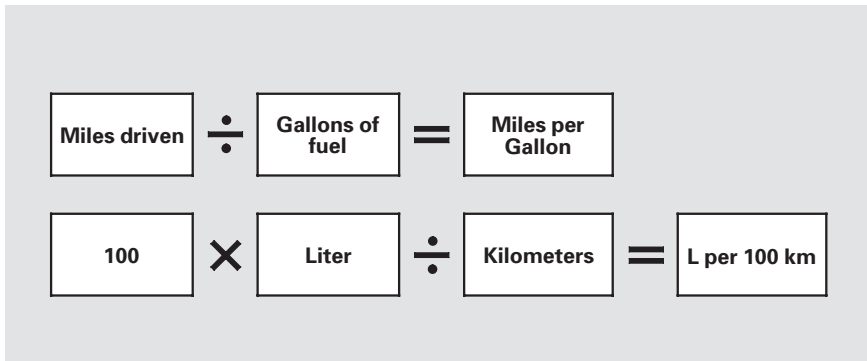 Miles driven ÷ Gallons of fuel = Miles per Gallon
100 × Liter ÷ Kilometers = L per 100 km